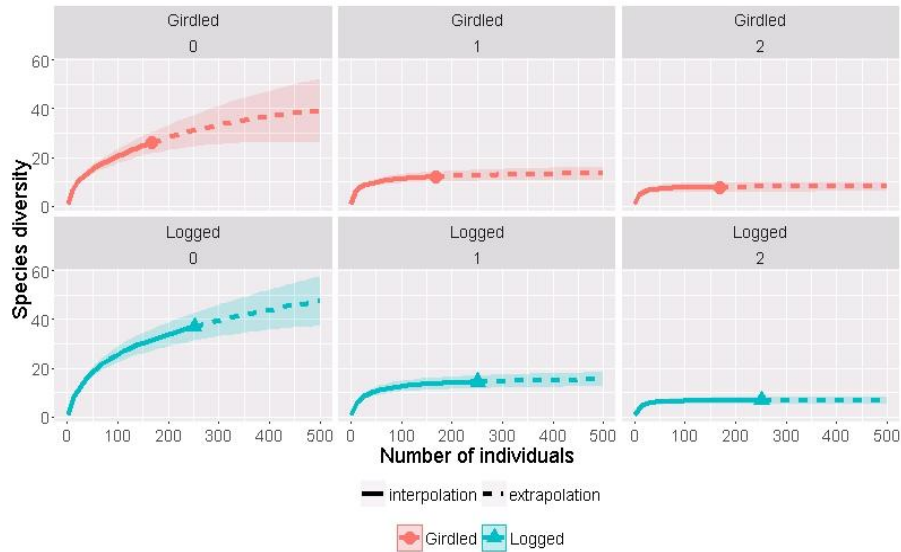 Girdled Girdled Girdled
0 1 2
60
40
20
0
Logged Logged Logged
0 1 2
60
40
20
0
0 100 200 300 400 500 0 100 200 300 400 500 0 100 200 300 400 500
Species diversity
Number of individuals
interpolation extrapolation
Girdled Logged